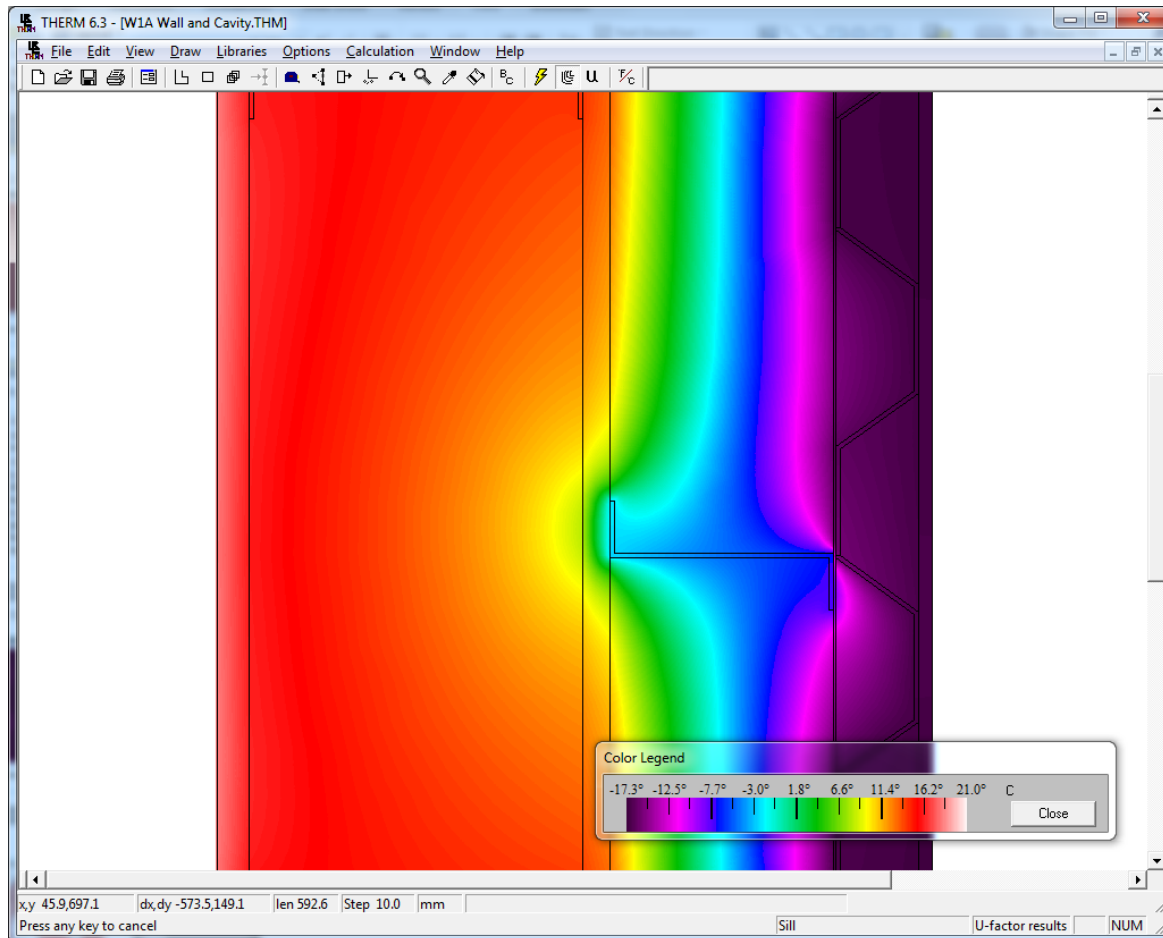 THERM 6.3 - [W1A Wall and Cavity.THM]
File Edit View Draw Libraries Options Calculation Window Help
BC U F/C
Color Legend
-17.3° -12.5° -7.7° -3.0° 1.8° 6.6° 11.4° 16.2° 21.0° C
Close
x,y 45.9,697.1 dx,dy -573.5,149.1 len 592.6 Step 10.0 mm
Press any key to cancel Sill U-factor results NUM